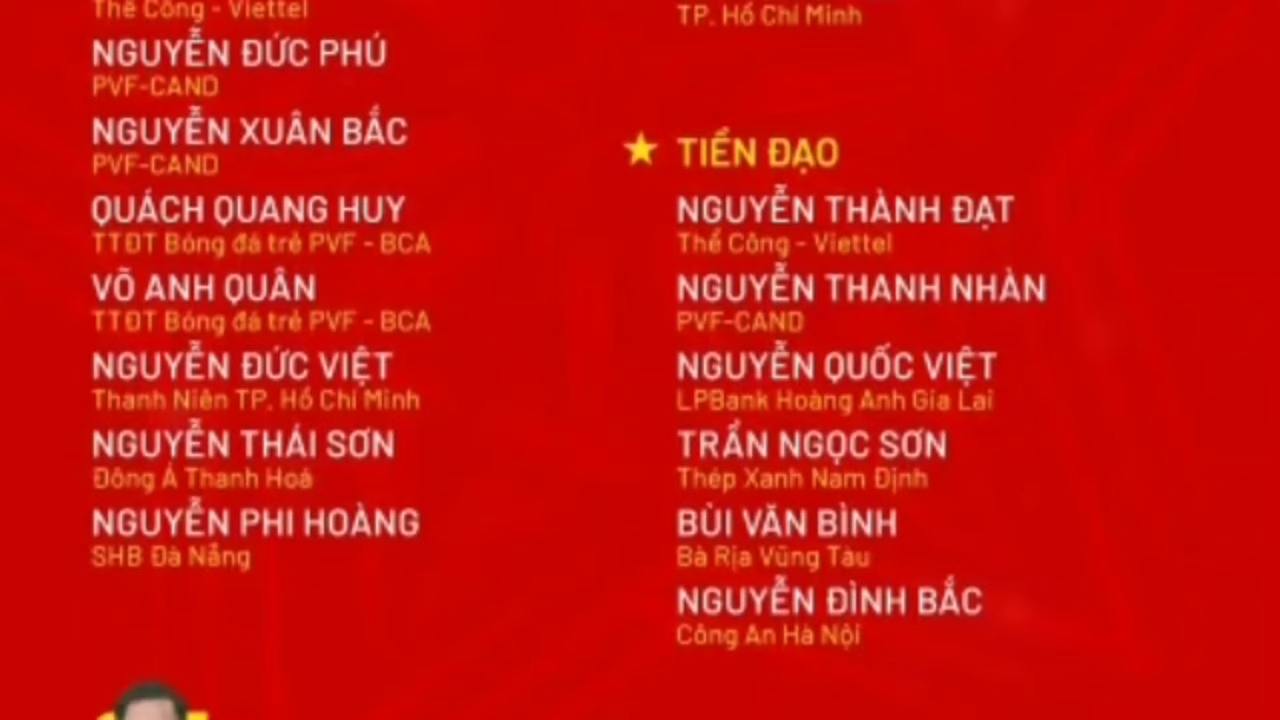 Thể Công - Viettel
NGUYỄN ĐỨC PHÚ
PVF-CAND
NGUYỄN XUÂN BẮC
PVF-CAND
QUÁCH QUANG HUY
TTĐT Bóng đá trẻ PVF - BCA
VÕ ANH QUÂN
TTĐT Bóng đá trẻ PVF - BCA
NGUYỄN ĐỨC VIỆT
Thanh Niên TP. Hồ Chí Minh
NGUYỄN THÁI SƠN
Đông Á Thanh Hoá
NGUYỄN PHI HOÀNG
SHB Đà Nẵng
TP. Hồ Chí Minh
TIỀN ĐẠO
NGUYỄN THÀNH ĐẠT
Thể Công - Viettel
NGUYỄN THANH NHÀN
PVF-CAND
NGUYỄN QUỐC VIỆT
LPBank Hoàng Anh Gia Lai
TRẦN NGỌC SƠN
Thép Xanh Nam Định
BÙI VĂN BÌNH
Bà Rịa Vũng Tàu
NGUYỄN ĐÌNH BẮC
Công An Hà Nội